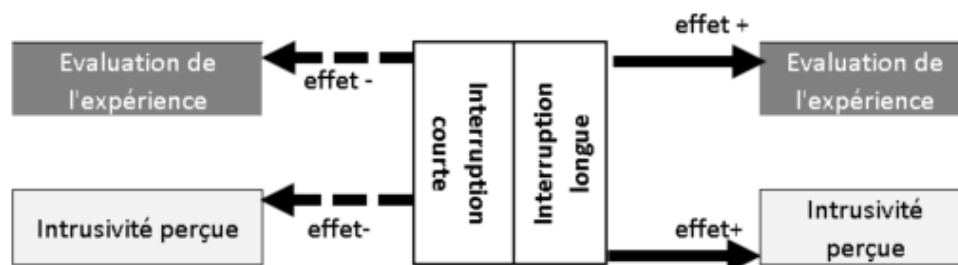 effet +
Evaluation de
l'expérience
effet -
Interruption
courte
Interruption
longue
Evaluation de
l'expérience
Intrusivité perçue
effet-
effet+
Intrusivité
perçue